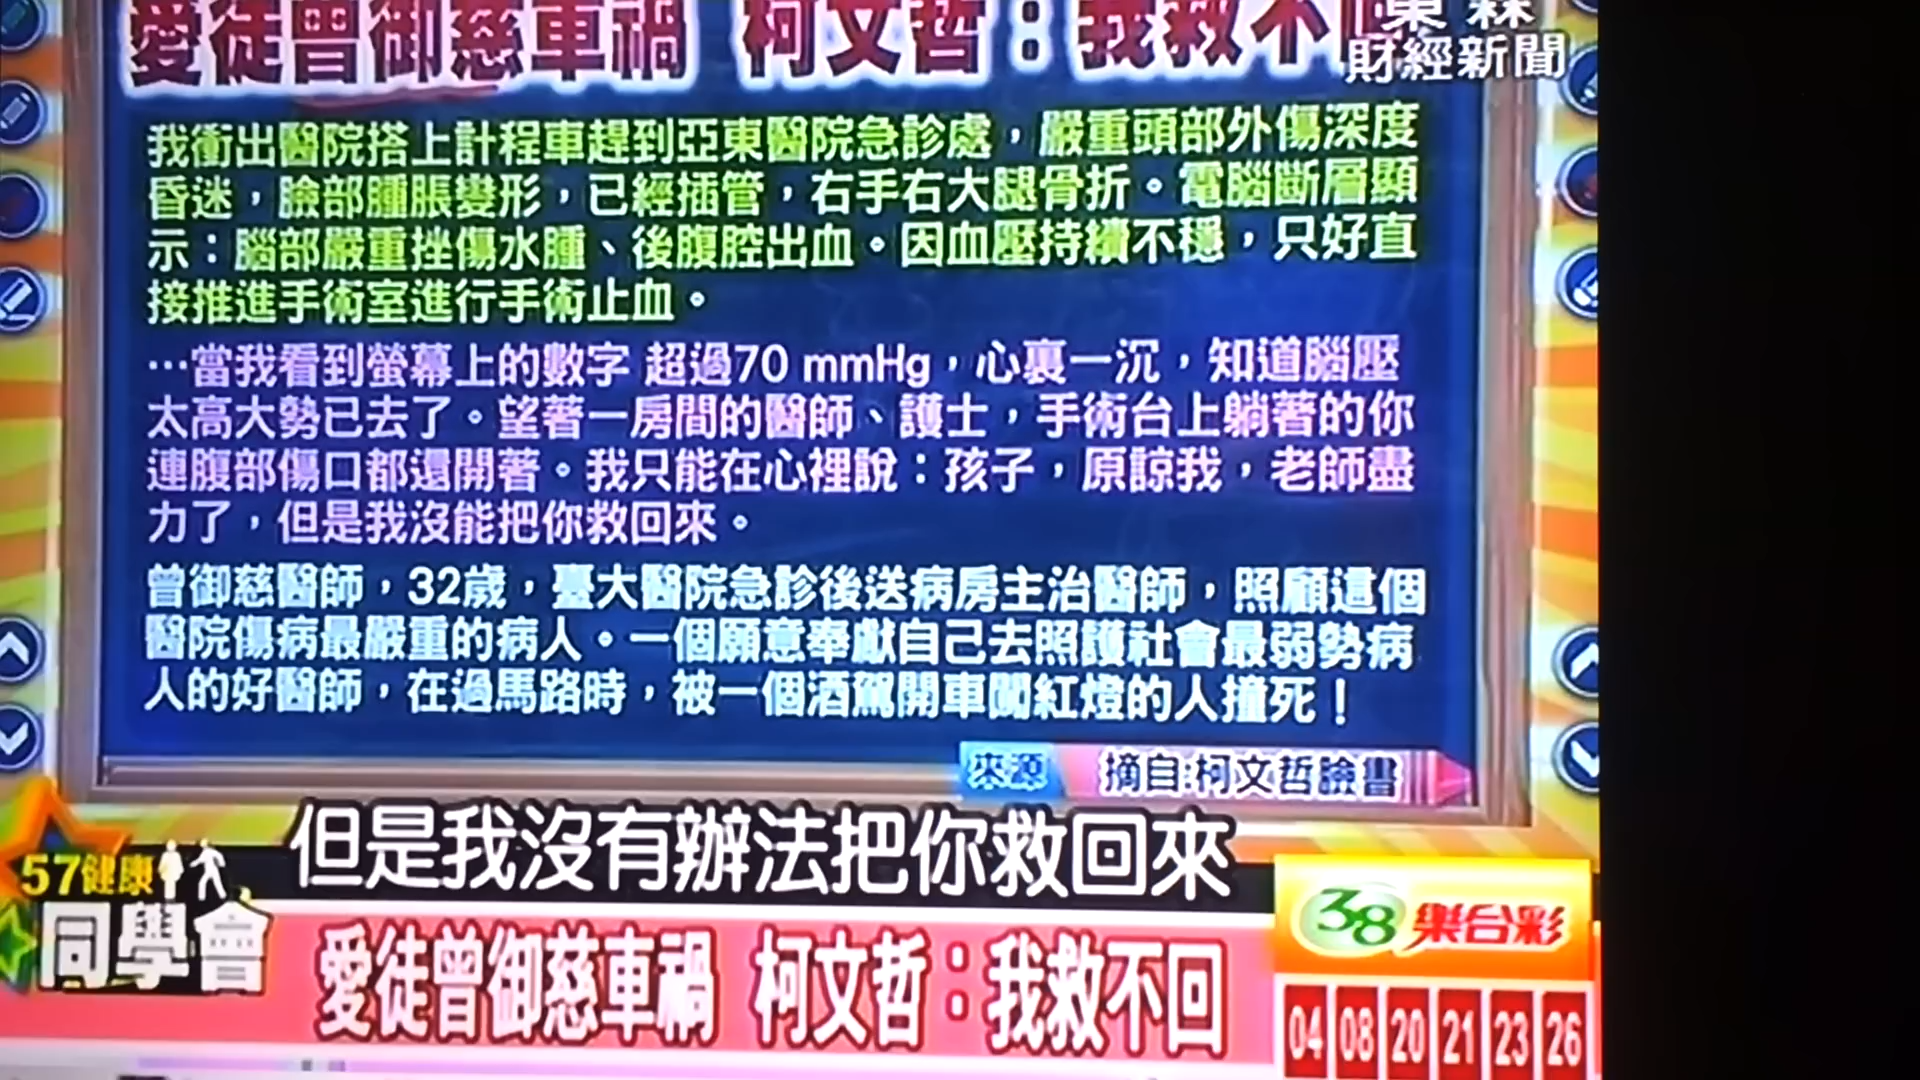 愛徒曾御慈車禍 柯文哲：我救不回
東森
財經新聞
我衝出醫院搭上計程車趕到亞東醫院急診處，嚴重頭部外傷深度
昏迷，臉部腫脹變形，已經插管，右手右大腿骨折。電腦斷層顯
示：腦部嚴重挫傷水腫、後腹腔出血。因血壓持續不穩，只好直
接推進手術室進行手術止血。
…當我看到螢幕上的數字 超過70 mmHg，心裏一沉，知道腦壓
太高大勢已去了。望著一房間的醫師、護士，手術台上躺著的你
連腹部傷口都還開著。我只能在心裡說：孩子，原諒我，老師盡
力了，但是我沒能把你救回來。
曾御慈醫師，32歲，臺大醫院急診後送病房主治醫師，照顧這個
醫院傷病最嚴重的病人。一個願意奉獻自己去照護社會最弱勢病
人的好醫師，在過馬路時，被一個酒駕開車闖紅燈的人撞死！
來源 摘自:柯文哲臉書
但是我沒有辦法把你救回來
57健康
同學會
愛徒曾御慈車禍 柯文哲：我救不回
38樂合彩
04 08 20 21 23 26